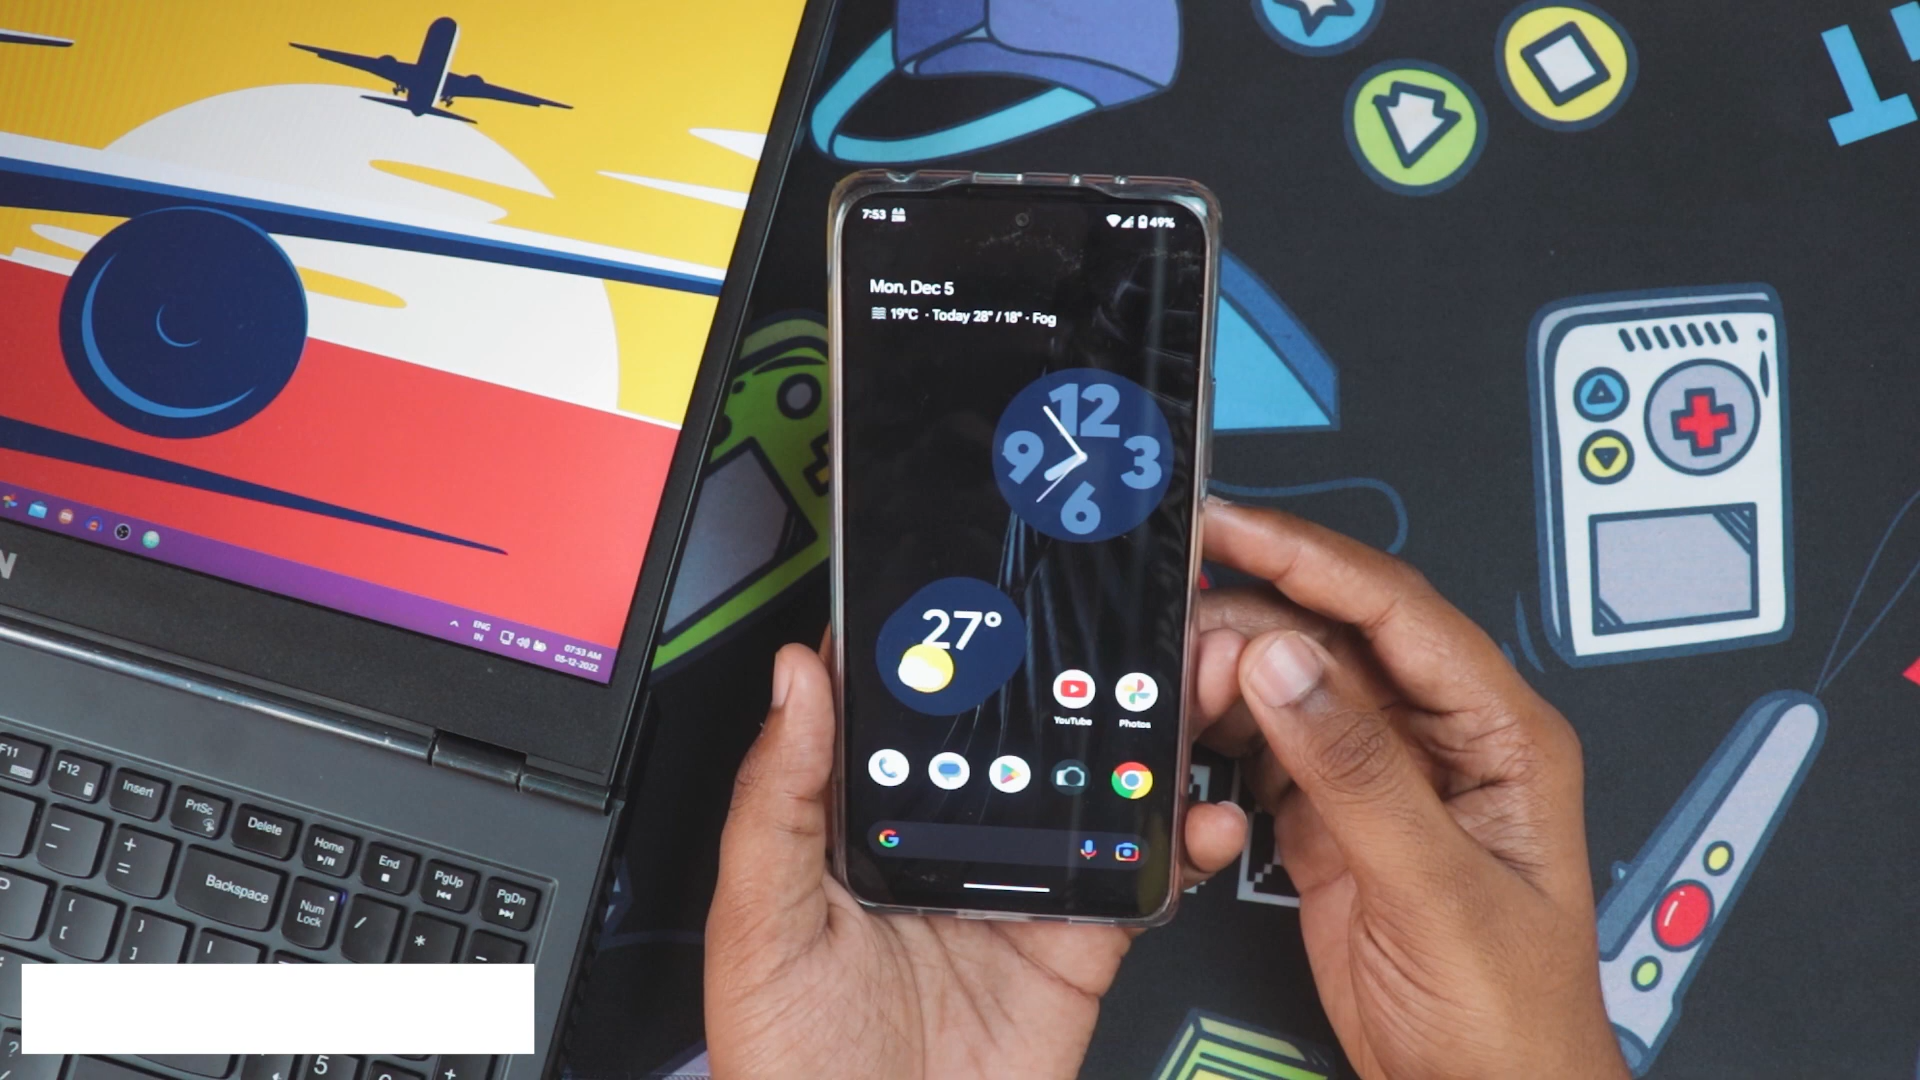 7:53
49%
Mon, Dec 5
19°C · Today 28° / 18° · Fog
12
9
3
6
27°
YouTube
Photos
G
ENG
IN
07:53 AM
05-12-2022
N
F11
F12
Insert
PrtSc
Delete
Home
End
PgUp
PgDn
Backspace
Num
Lock
/
*
-
+
=
{
[
}
]
5
+